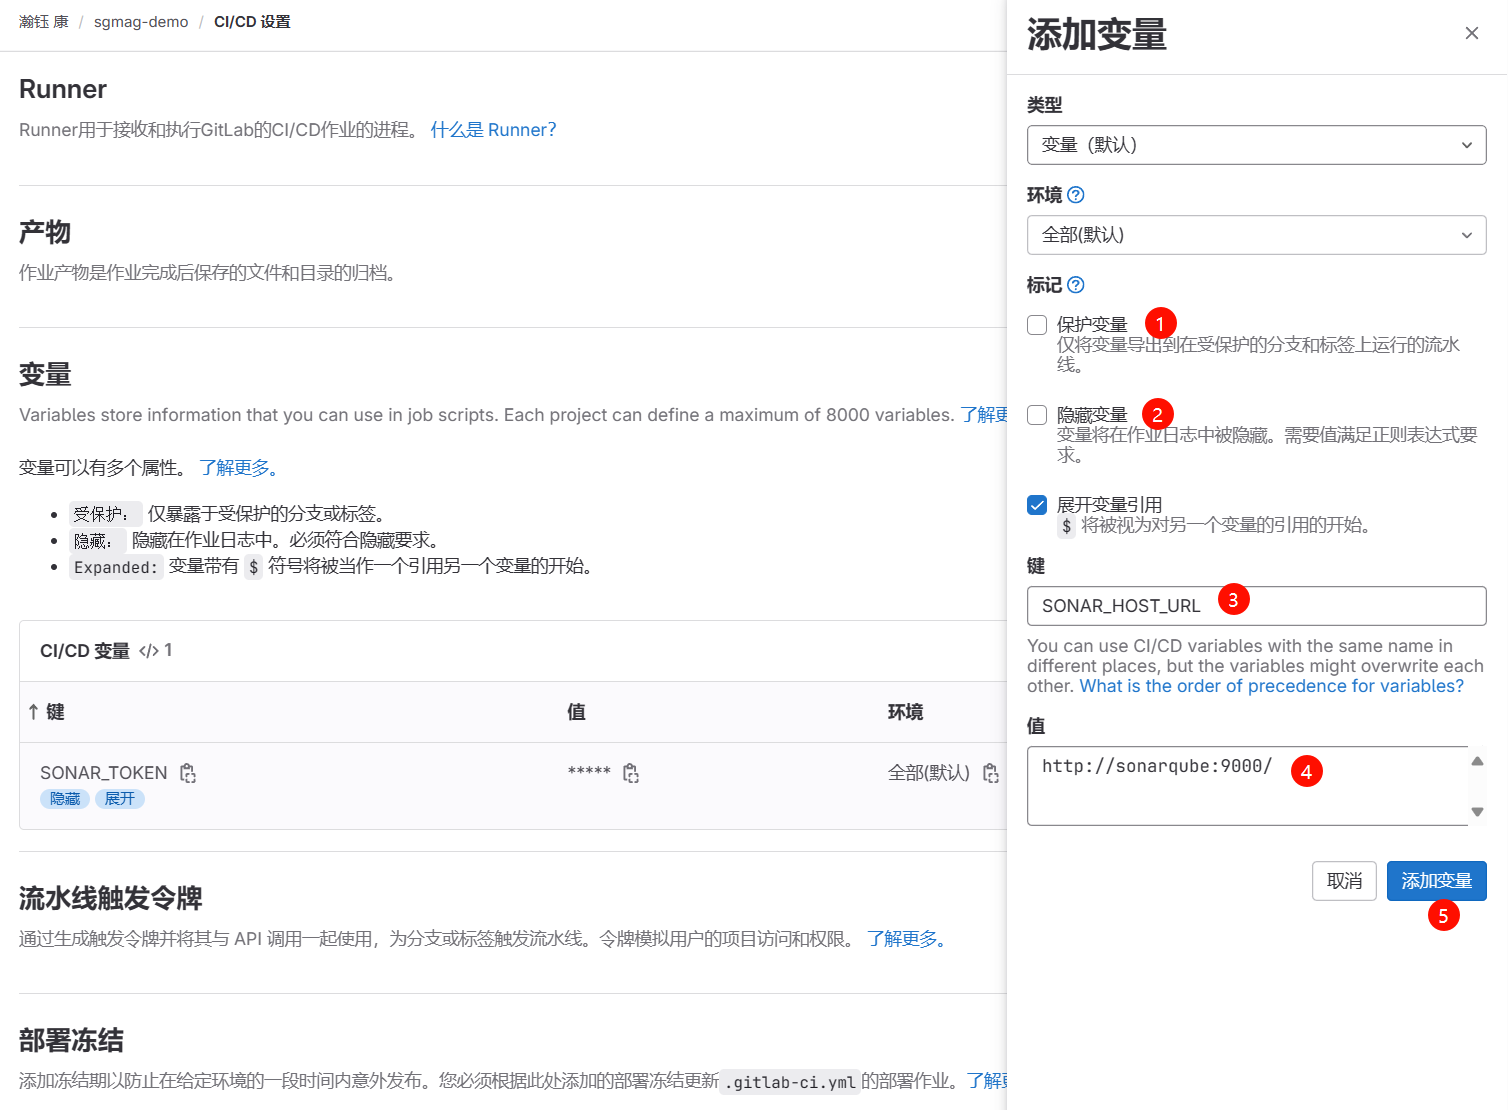 瀚钰 康 / sgmag-demo / CI/CD 设置
Runner
Runner用于接收和执行GitLab的CI/CD作业的进程。 什么是 Runner?
产物
作业产物是作业完成后保存的文件和目录的归档。
变量
Variables store information that you can use in job scripts. Each project can define a maximum of 8000 variables. 了解更
变量可以有多个属性。 了解更多。
受保护： 仅暴露于受保护的分支或标签。
隐藏： 隐藏在作业日志中。必须符合隐藏要求。
Expanded: 变量带有 $ 符号将被当作一个引用另一个变量的开始。
CI/CD 变量 </> 1
↑ 键 值 环境
SONAR_TOKEN ***** 全部(默认)
隐藏 展开
流水线触发令牌
通过生成触发令牌并将其与 API 调用一起使用，为分支或标签触发流水线。令牌模拟用户的项目访问和权限。 了解更多。
部署冻结
添加冻结期以防止在给定环境的一段时间内意外发布。您必须根据此处添加的部署冻结更新 .gitlab-ci.yml 的部署作业。 了解更
添加变量
类型
变量（默认）
环境
全部(默认)
标记
保护变量 1
仅将变量导出到在受保护的分支和标签上运行的流水
线。
隐藏变量 2
变量将在作业日志中被隐藏。需要值满足正则表达式要
求。
展开变量引用
$ 将被视为对另一个变量的引用的开始。
键
SONAR_HOST_URL 3
You can use CI/CD variables with the same name in
different places, but the variables might overwrite each
other. What is the order of precedence for variables?
值
http://sonarqube:9000/ 4
取消 添加变量
5